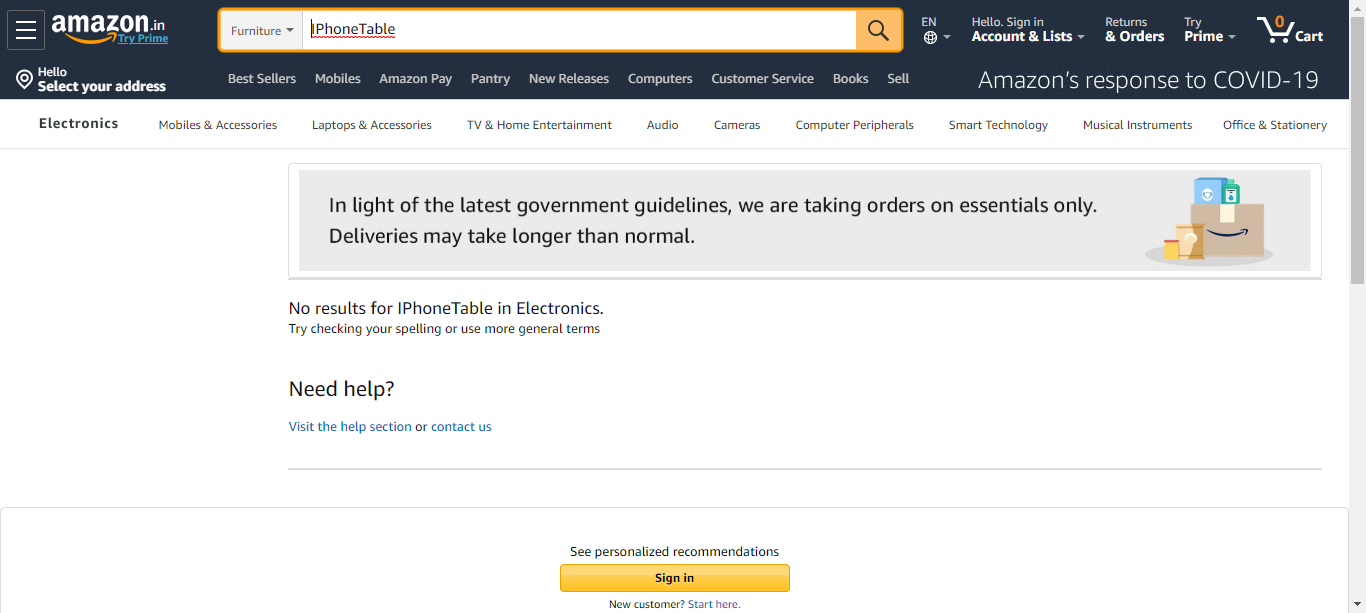 amazon.in
Try Prime
Furniture
IPhoneTable
EN
Hello. Sign in
Account & Lists
Returns
& Orders
Try
Prime
0
Cart
Hello
Select your address
Best Sellers
Mobiles
Amazon Pay
Pantry
New Releases
Computers
Customer Service
Books
Sell
Amazon's response to COVID-19
Electronics
Mobiles & Accessories
Laptops & Accessories
TV & Home Entertainment
Audio
Cameras
Computer Peripherals
Smart Technology
Musical Instruments
Office & Stationery
In light of the latest government guidelines, we are taking orders on essentials only.
Deliveries may take longer than normal.
No results for IPhoneTable in Electronics.
Try checking your spelling or use more general terms
Need help?
Visit the help section or contact us
See personalized recommendations
Sign in
New customer? Start here.